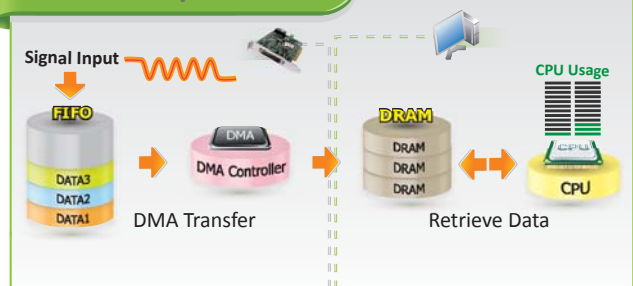 Signal Input
CPU Usage
FIFO
DMA
DRAM
CPU
DRAM
DMA Controller
DRAM
DATA3
DRAM
CPU
DATA2
DATA1
DMA Transfer
Retrieve Data